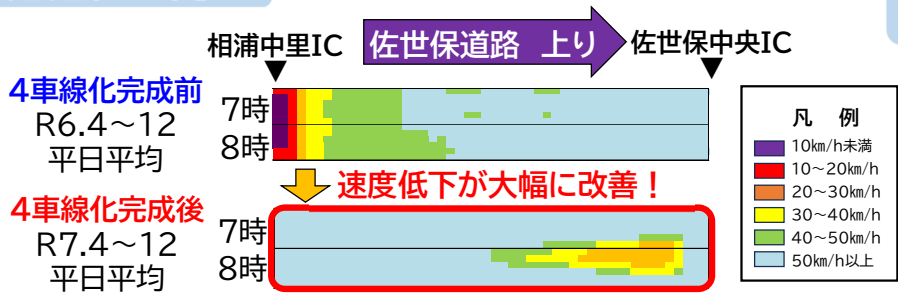 相浦中里IC
佐世保道路 上り
佐世保中央IC
4車線化完成前
R6.4～12
平日平均
7時
8時
速度低下が大幅に改善！
4車線化完成後
R7.4～12
平日平均
7時
8時
凡 例
10km/h未満
10～20km/h
20～30km/h
30～40km/h
40～50km/h
50km/h以上